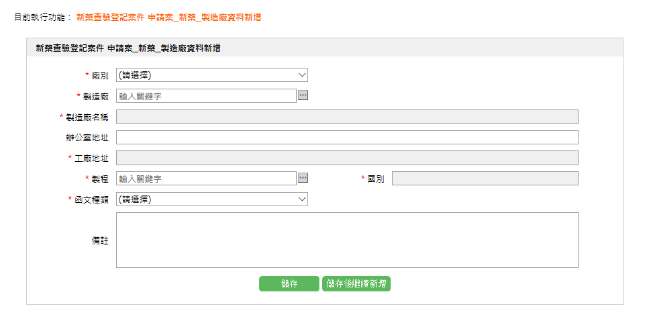 目前執行功能： 新藥查驗登記案件 申請案_新藥_製造廠資料新增
新藥查驗登記案件 申請案_新藥_製造廠資料新增
* 廠別 (請選擇)
* 製造廠 輸入關鍵字 ...
* 製造廠名稱
辦公室地址
* 工廠地址
* 製程 輸入關鍵字 ... * 國別
* 函文種類 (請選擇)
備註
儲存 儲存後繼續新增